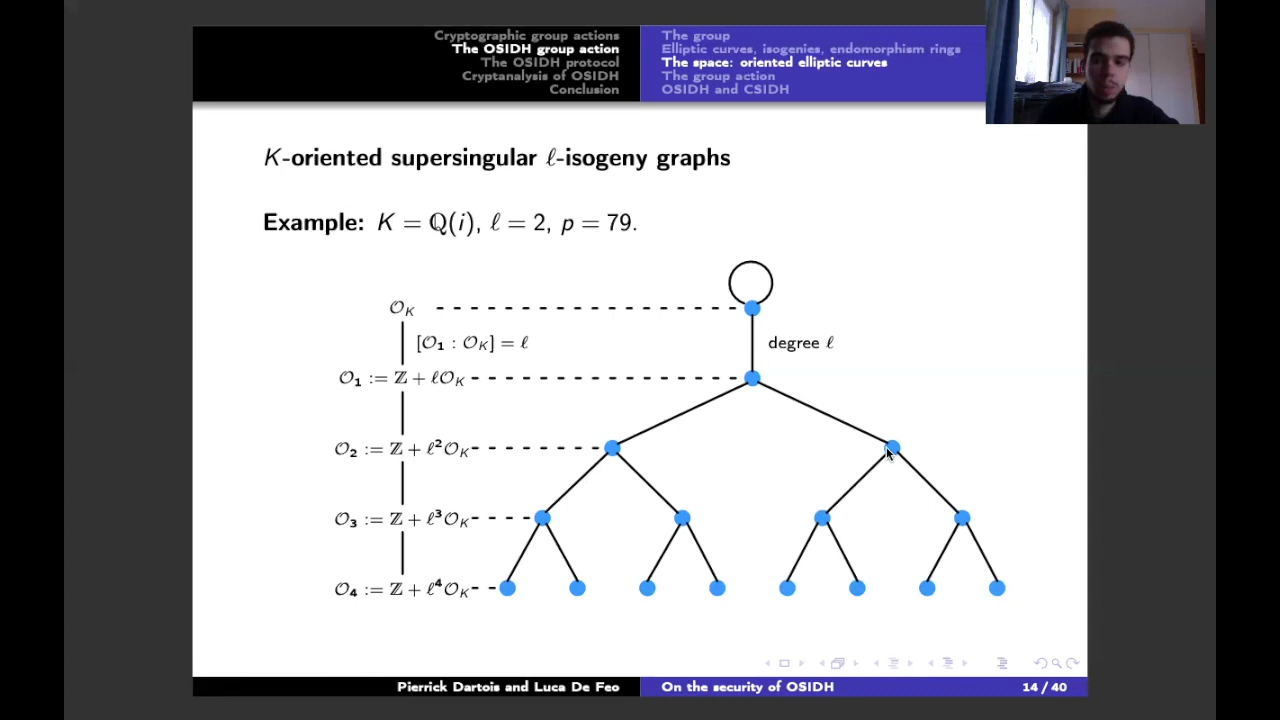 Cryptographic group actions
The OSIDH group action
The OSIDH protocol
Cryptanalysis of OSIDH
Conclusion
The group
Elliptic curves, isogenies, endomorphism rings
The space: oriented elliptic curves
The group action
OSIDH and CSIDH
K-oriented supersingular ℓ-isogeny graphs
Example: K = ℚ(i), ℓ = 2, p = 79.
𝒪_K
[𝒪₁ : 𝒪_K] = ℓ
degree ℓ
𝒪₁ := ℤ + ℓ𝒪_K
𝒪₂ := ℤ + ℓ²𝒪_K
𝒪₃ := ℤ + ℓ³𝒪_K
𝒪₄ := ℤ + ℓ⁴𝒪_K
Pierrick Dartois and Luca De Feo
On the security of OSIDH
14 / 40